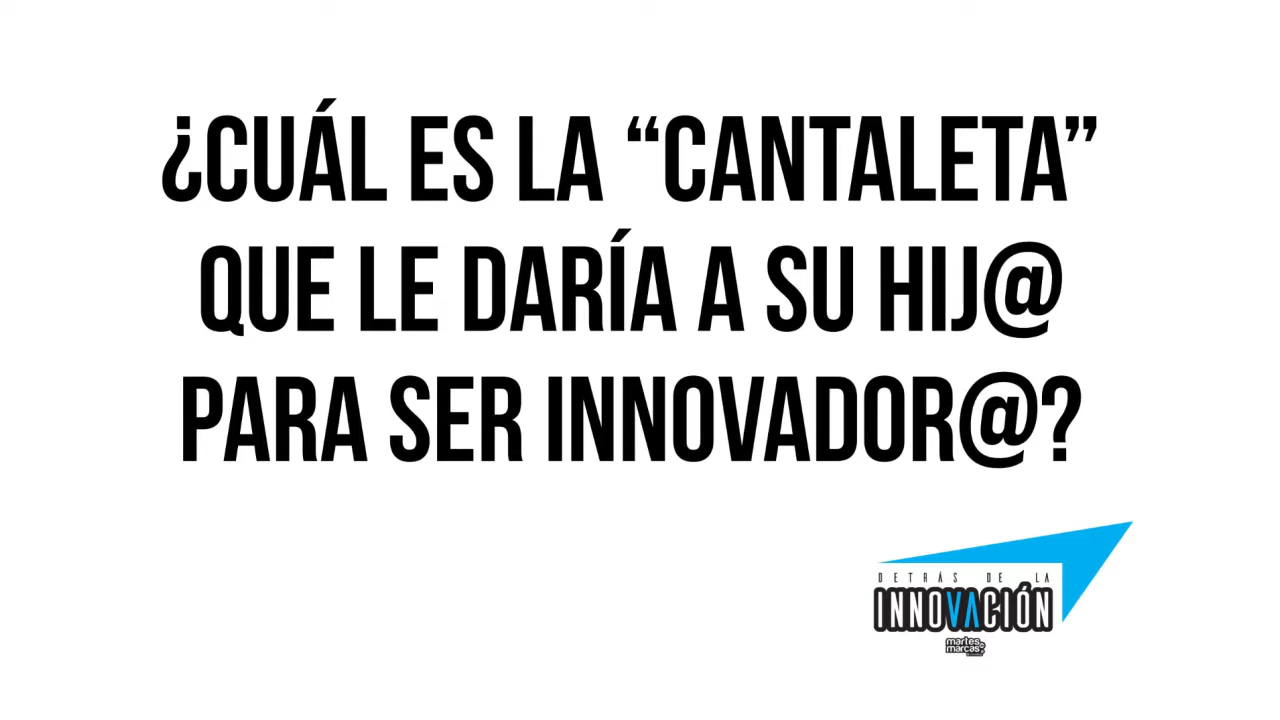 ¿CUÁL ES LA “CANTALETA”
QUE LE DARÍA A SU HIJ@
PARA SER INNOVADOR@?
DETRÁS DE LA
INNOVACIÓN
martes
marcas